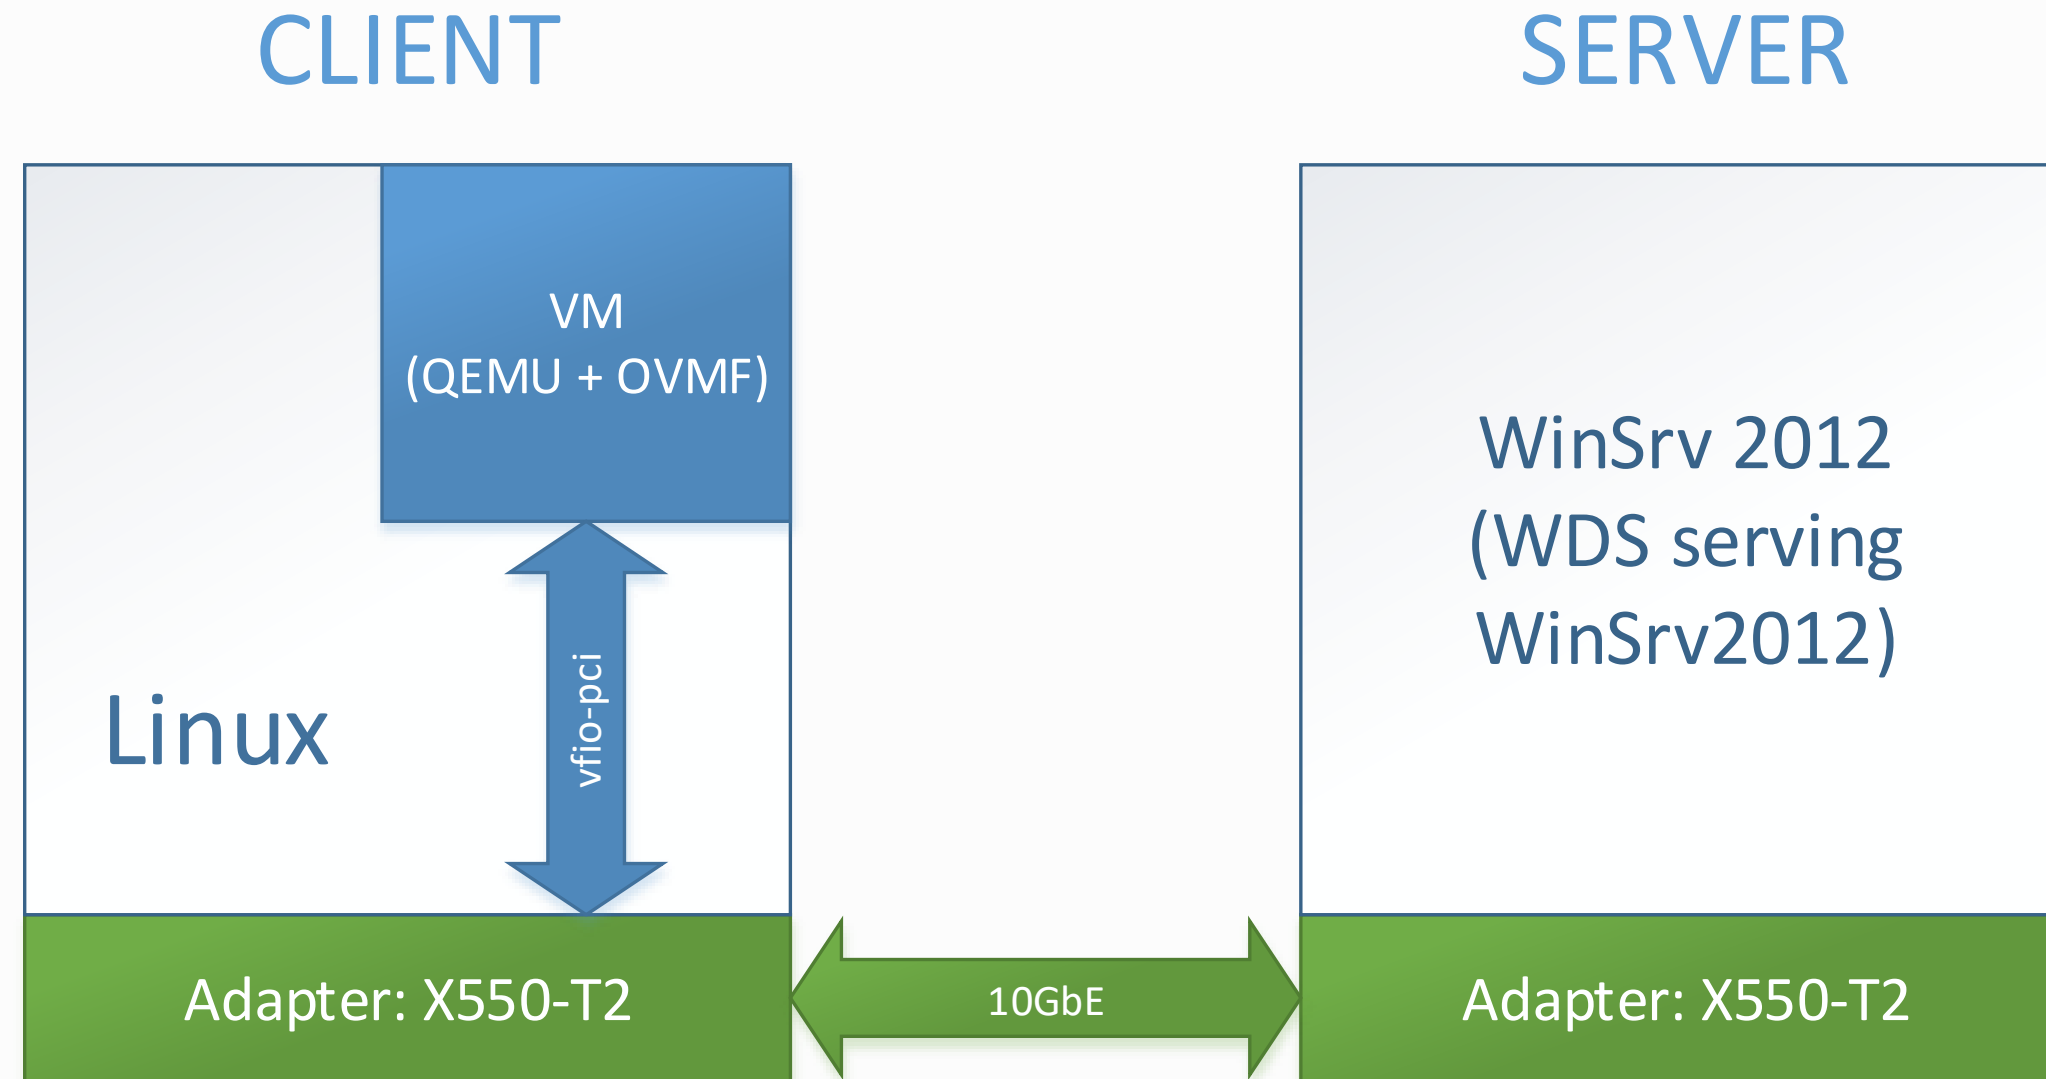 CLIENT
SERVER
VM
(QEMU + OVMF)
vfio-pci
Linux
WinSrv 2012
(WDS serving
WinSrv2012)
Adapter: X550-T2
10GbE
Adapter: X550-T2